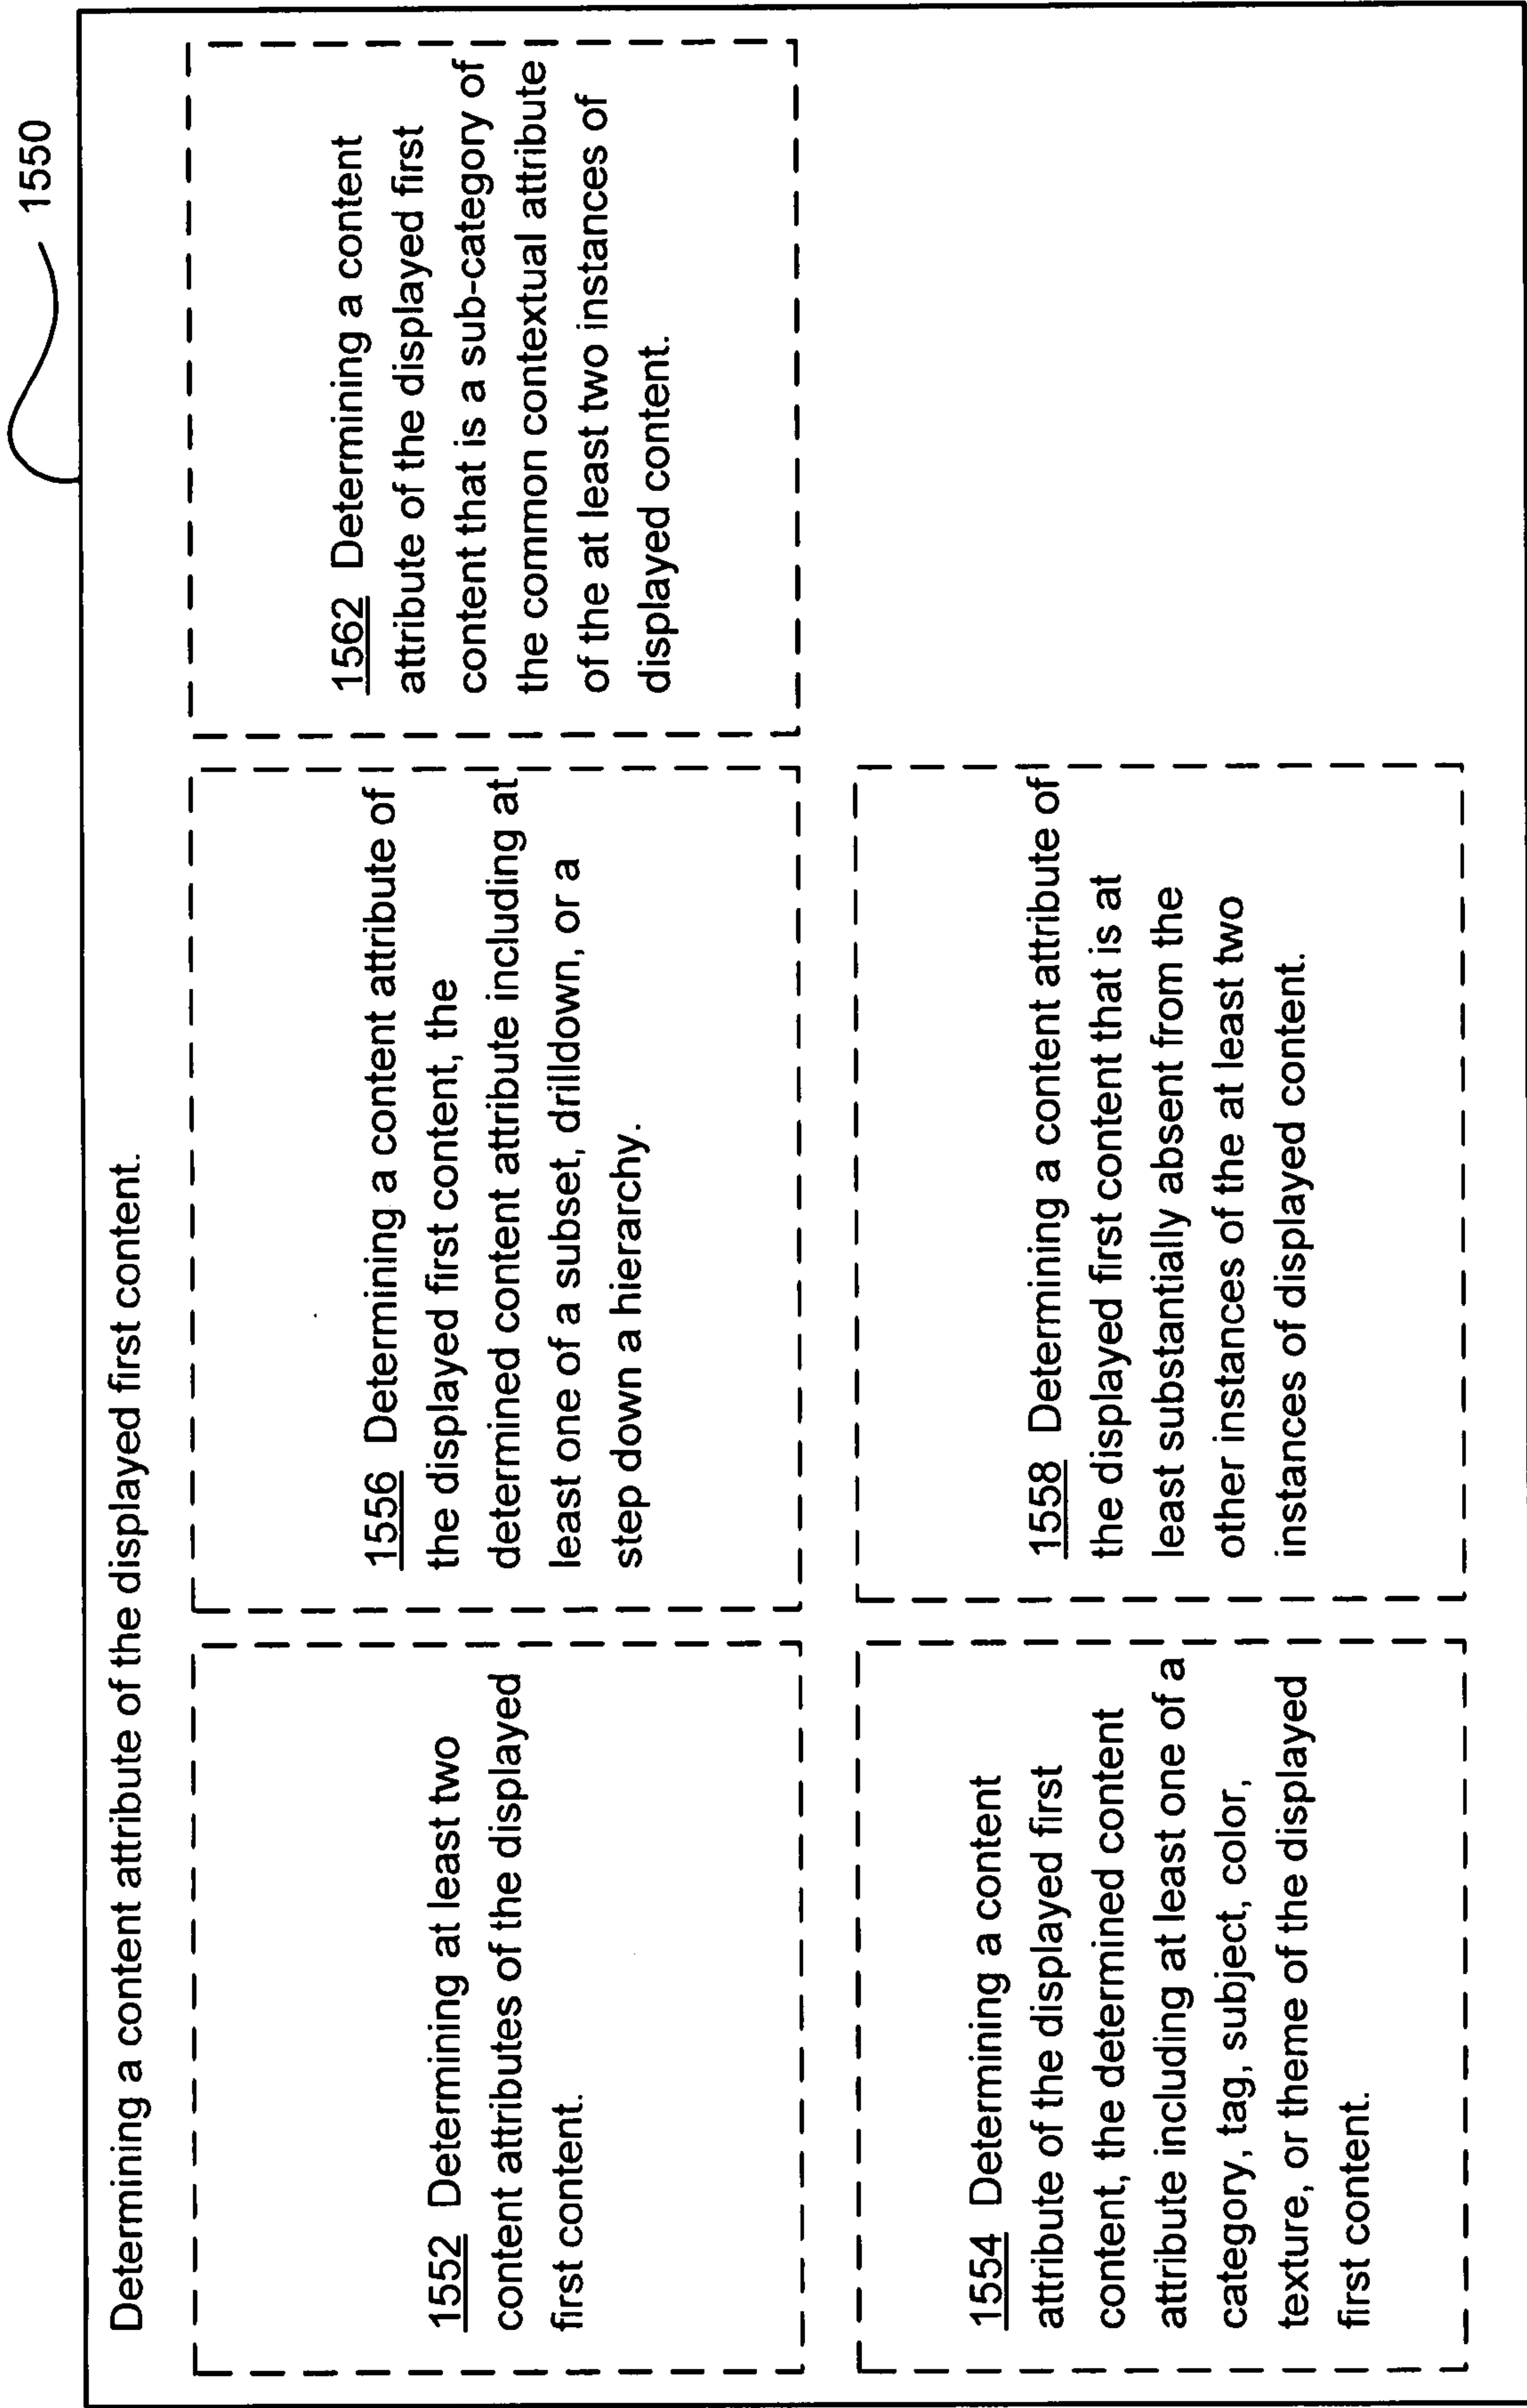 1550
Determining a content attribute of the displayed first content.
1552 Determining at least two
content attributes of the displayed
first content.
1554 Determining a content
attribute of the displayed first
content, the determined content
attribute including at least one of a
category, tag, subject, color,
texture, or theme of the displayed
first content.
1556 Determining a content attribute of
the displayed first content, the
determined content attribute including at
least one of a subset, drilldown, or a
step down a hierarchy.
1558 Determining a content attribute of
the displayed first content that is at
least substantially absent from the
other instances of the at least two
instances of displayed content.
1562 Determining a content
attribute of the displayed first
content that is a sub-category of
the common contextual attribute
of the at least two instances of
displayed content.